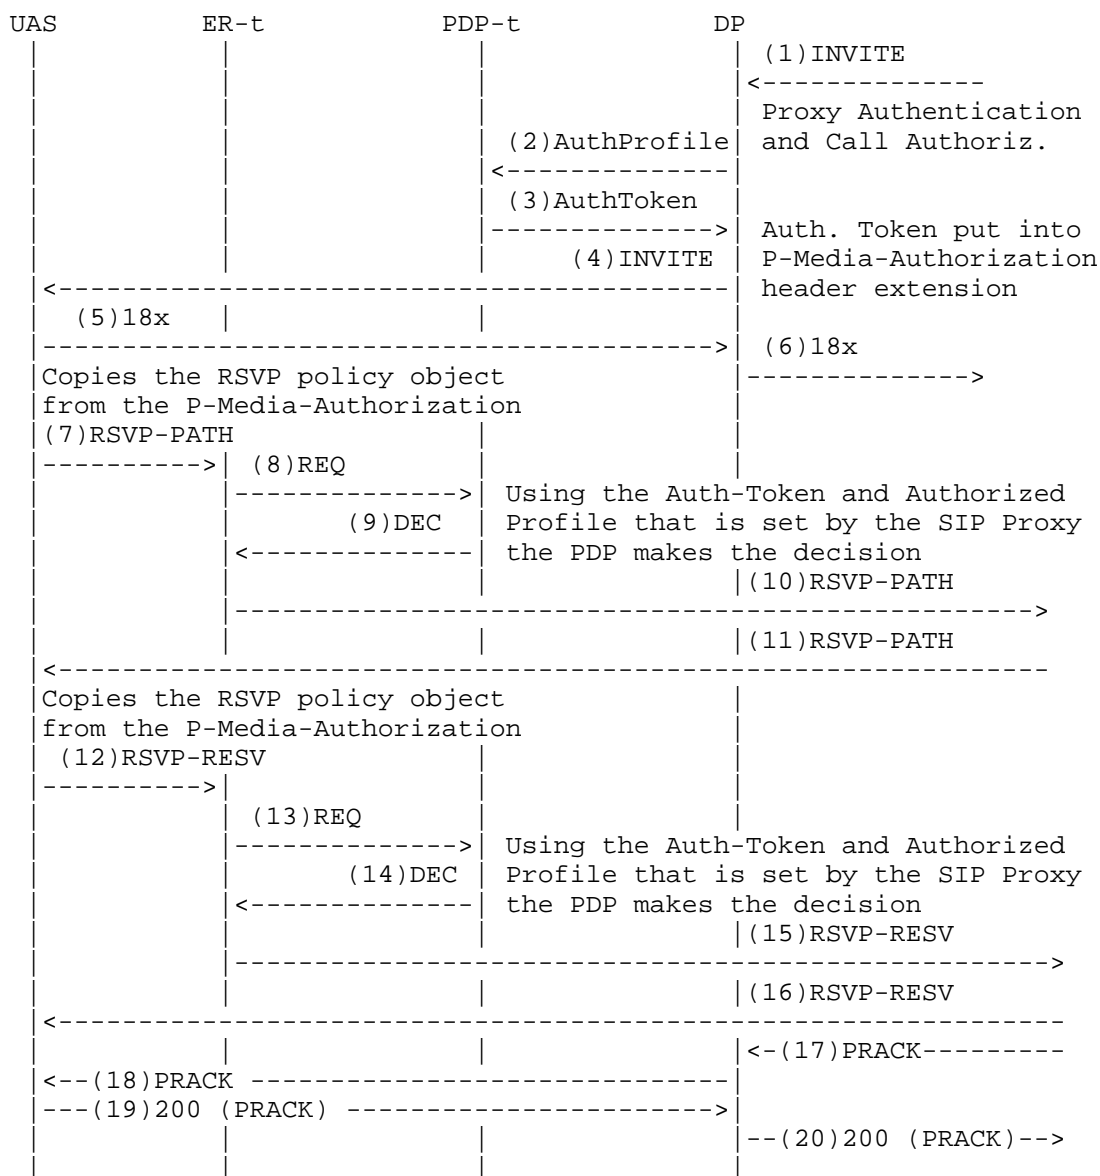 UAS ER-t PDP-t DP
(1)INVITE
<--------------
Proxy Authentication
(2)AuthProfile and Call Authoriz.
<--------------
(3)AuthToken
--------------> Auth. Token put into
(4)INVITE P-Media-Authorization
<------------------------------------------ header extension
(5)18x
------------------------------------------> (6)18x
Copies the RSVP policy object -------------->
from the P-Media-Authorization
(7)RSVP-PATH
----------> (8)REQ
--------------> Using the Auth-Token and Authorized
(9)DEC Profile that is set by the SIP Proxy
<-------------- the PDP makes the decision
(10)RSVP-PATH
-------------------------------------------------->
(11)RSVP-PATH
<--------------------------------------------------------------
Copies the RSVP policy object
from the P-Media-Authorization
(12)RSVP-RESV
---------->
(13)REQ
--------------> Using the Auth-Token and Authorized
(14)DEC Profile that is set by the SIP Proxy
<-------------- the PDP makes the decision
(15)RSVP-RESV
--------------------------------------------------->
(16)RSVP-RESV
<---------------------------------------------------------------
<-(17)PRACK---------
<--(18)PRACK ------------------------------
---(19)200 (PRACK) ----------------------->
--(20)200 (PRACK)-->